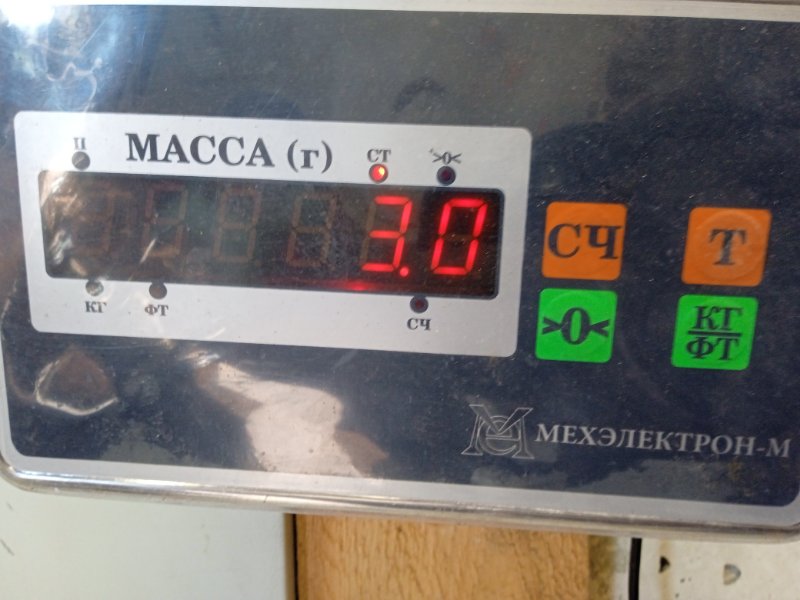 П МАССА (г) СТ >0<
3.0
КГ ФТ СЧ
СЧ Т
>0< КГ
ФТ
МЕХЭЛЕКТРОН-М